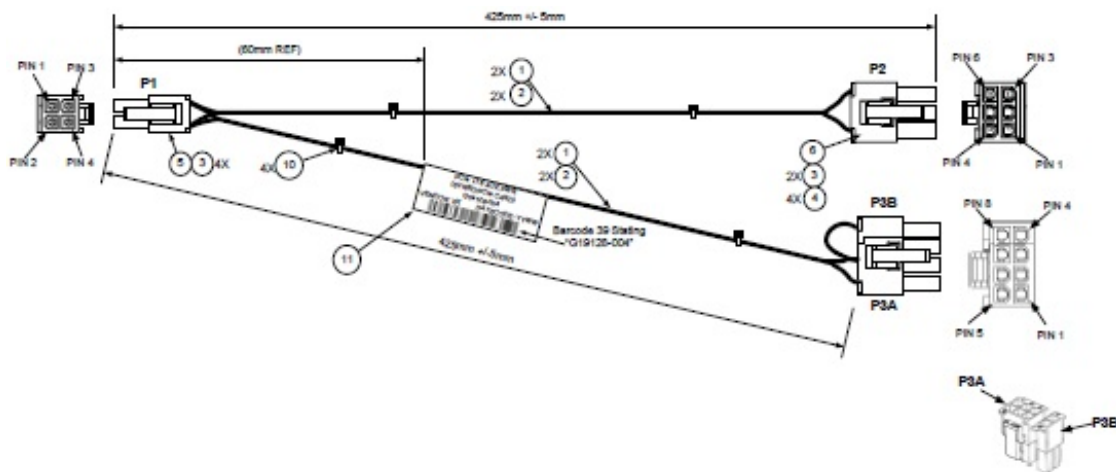 425mm +/- 5mm
(60mm REF)
PIN 1
PIN 3
P1
2X 1
2X 2
P2
PIN 6
PIN 3
PIN 2
PIN 4
5 3 4X
4X 10
2X 1
2X 2
6
2X 3
4X 4
PIN 4
PIN 1
Barcode 39 Stating
"G19128-004"
11
425mm +/-5mm
P3B
P3A
PIN 8
PIN 4
PIN 5
PIN 1
P3A
P3B